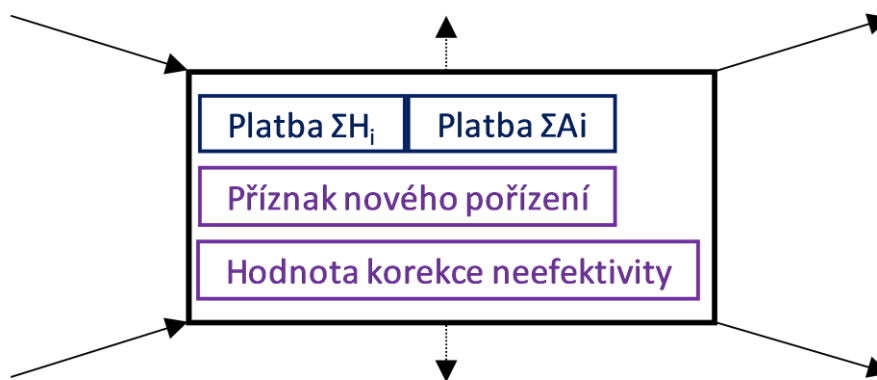 Platba ΣHi Platba ΣAi
Příznak nového pořízení
Hodnota korekce neefektivity